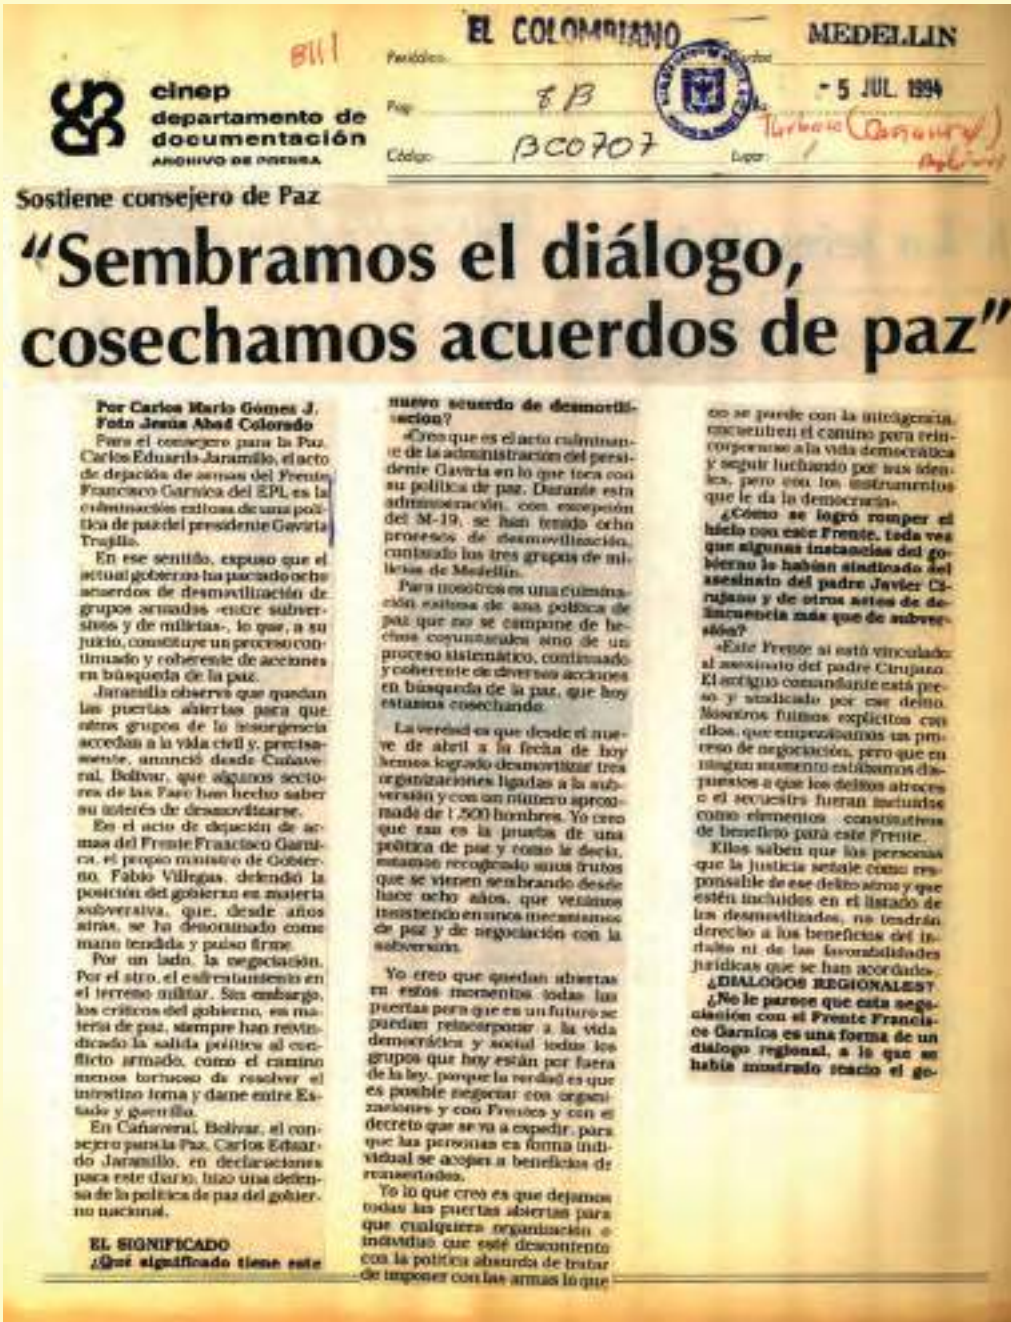 8111
EL COLOMBIANO
MEDELLIN
Periódico:
cinep
departamento de
documentación
ARCHIVO DE PRENSA
Pag:
8B
- 5 JUL. 1994
Código:
BC0707
Lugar:
Sostiene consejero de Paz
“Sembramos el diálogo,
cosechamos acuerdos de paz”
Por Carlos Mario Gómez J.
Foto Jesús Abad Colorado
Para el consejero para la Paz,
Carlos Eduardo Jaramillo, el acto
de dejación de armas del Frente
Francisco Garnica del EPL es la
culminación exitosa de una polí-
tica de paz del presidente Gaviria
Trujillo.
En ese sentido, expuso que el
actual gobierno ha pactado ocho
acuerdos de desmovilización de
grupos armados -entre subver-
sivos y de milicias-, lo que, a su
juicio, constituye un proceso con-
tinuado y coherente de acciones
en búsqueda de la paz.
Jaramillo observó que quedan
las puertas abiertas para que
otros grupos de la insurgencia
accedan a la vida civil y, precisa-
mente, anunció desde Cañave-
ral, Bolívar, que algunos secto-
res de las Farc han hecho saber
su interés de desmovilizarse.
En el acto de dejación de ar-
mas del Frente Francisco Garni-
ca, el propio ministro de Gobier-
no, Fabio Villegas, defendió la
posición del gobierno en materia
subversiva, que, desde años
atrás, se ha denominado como
mano tendida y pulso firme.
Por un lado, la negociación.
Por el otro, el enfrentamiento en
el terreno militar. Sin embargo,
los críticos del gobierno, en ma-
teria de paz, siempre han reivin-
dicado la salida política al con-
flicto armado, como el camino
menos tortuoso de resolver el
intestino toma y dame entre Es-
tado y guerrilla.
En Cañaveral, Bolívar, el con-
sejero para la Paz, Carlos Eduar-
do Jaramillo, en declaraciones
para este diario, hizo una defen-
sa de la política de paz del gobier-
no nacional.
EL SIGNIFICADO
¿Qué significado tiene este
nuevo acuerdo de desmovili-
zación?
«Creo que es el acto culminan-
te de la administración del presi-
dente Gaviria en lo que toca con
su política de paz. Durante esta
administración, con excepción
del M-19, se han tenido ocho
procesos de desmovilización,
contando los tres grupos de mi-
licias de Medellín.
Para nosotros es una culmina-
ción exitosa de una política de
paz que no se compone de he-
chos coyunturales sino de un
proceso sistemático, continuado
y coherente de diversas acciones
en búsqueda de la paz, que hoy
estamos cosechando.
La verdad es que desde el nue-
ve de abril a la fecha de hoy
hemos logrado desmovilizar tres
organizaciones ligadas a la sub-
versión y con un número aproxi-
mado de 1.500 hombres. Yo creo
que esa es la prueba de una
política de paz y como le decía,
estamos recogiendo unos frutos
que se vienen sembrando desde
hace ocho años, que venimos
insistiendo en unos mecanismos
de paz y de negociación con la
subversión.
Yo creo que quedan abiertas
en estos momentos todas las
puertas para que en un futuro se
puedan reincorporar a la vida
democrática y social todos los
grupos que hoy están por fuera
de la ley, porque la verdad es que
es posible negociar con organi-
zaciones y con Frentes y con el
decreto que se va a expedir, para
que las personas en forma indi-
vidual se acojan a beneficios de
reinsertados.
Yo lo que creo es que dejamos
todas las puertas abiertas para
que cualquiera organización o
individuo que esté descontento
con la política absurda de tratar
de imponer con las armas lo que
no se puede con la inteligencia,
encuentren el camino para rein-
corporarse a la vida democrática
y seguir luchando por sus idea-
les, pero con los instrumentos
que le da la democracia».
¿Cómo se logró romper el
hielo con este Frente, toda vez
que algunas instancias del go-
bierno lo habían sindicado del
asesinato del padre Javier Ci-
rujano y de otros actos de de-
lincuencia más que de subver-
sión?
«Este Frente sí está vinculado
al asesinato del padre Cirujano.
El antiguo comandante está pre-
so y sindicado por ese delito.
Nosotros fuimos explícitos con
ellos, que empezábamos un pro-
ceso de negociación, pero que en
ningún momento estábamos dis-
puestos a que los delitos atroces
o el secuestro fueran incluidos
como elementos constitutivos
de beneficio para este Frente.
Ellos saben que las personas
que la justicia señale como res-
ponsable de ese delito atroz y que
estén incluidos en el listado de
los desmovilizados, no tendrán
derecho a los beneficios del in-
dulto ni de las favorabilidades
jurídicas que se han acordado».
¿DIALOGOS REGIONALES?
¿No le parece que esta nego-
ciación con el Frente Francis-
co Garnica es una forma de un
diálogo regional, a lo que se
había mostrado reacio el go-